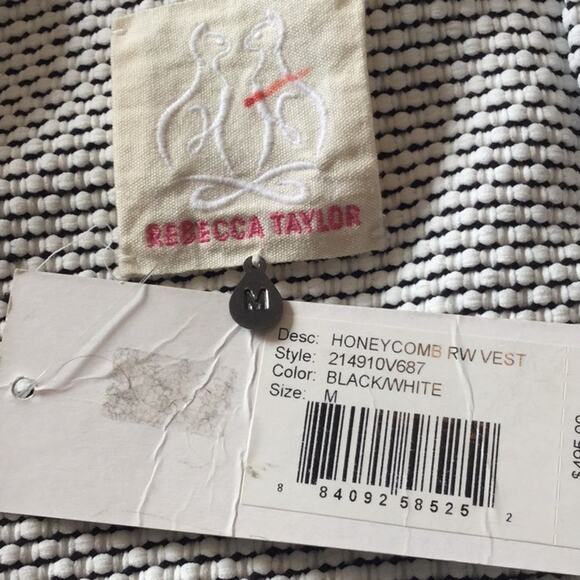 REBECCA TAYLOR
M
Desc: HONEYCOMB RW VEST
Style: 214910V687
Color: BLACK/WHITE
Size: M
8 84092 58525 2